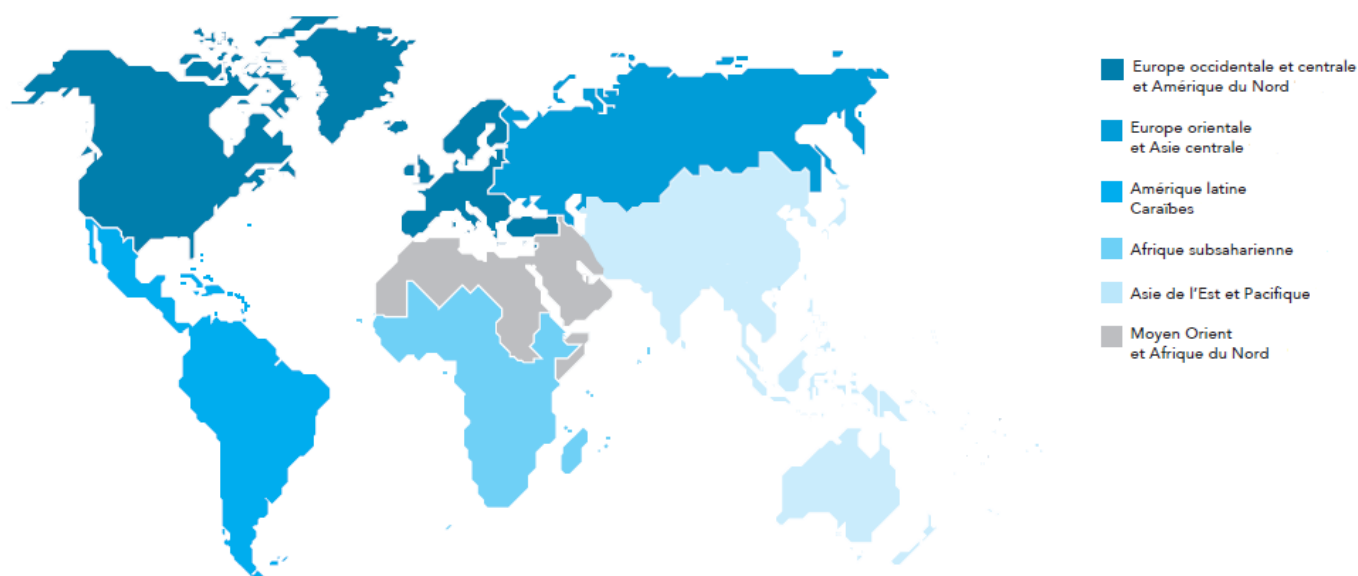 Europe occidentale et centrale
et Amérique du Nord
Europe orientale
et Asie centrale
Amérique latine
Caraïbes
Afrique subsaharienne
Asie de l'Est et Pacifique
Moyen Orient
et Afrique du Nord